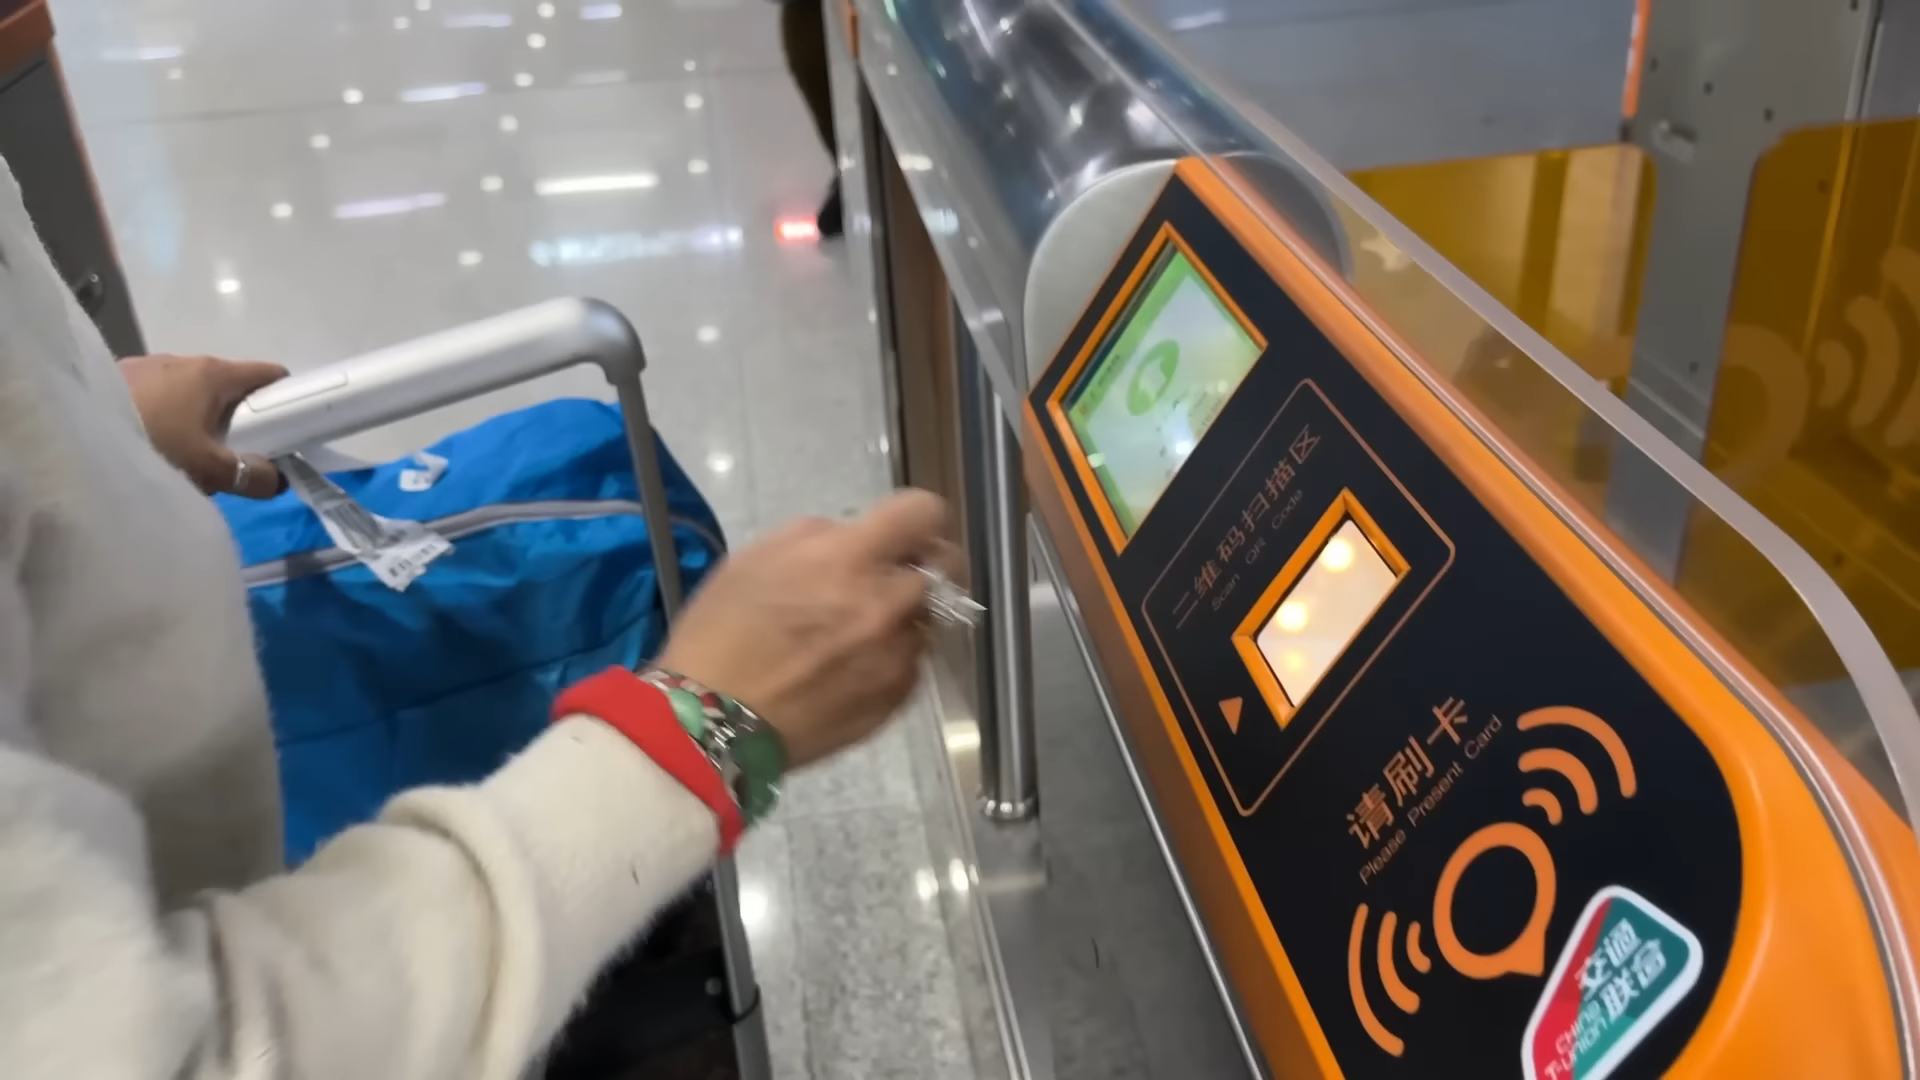 二维码扫描区
Scan QR Code
请刷卡
Please Present Card
交通
联合
CHINA
T-UNION